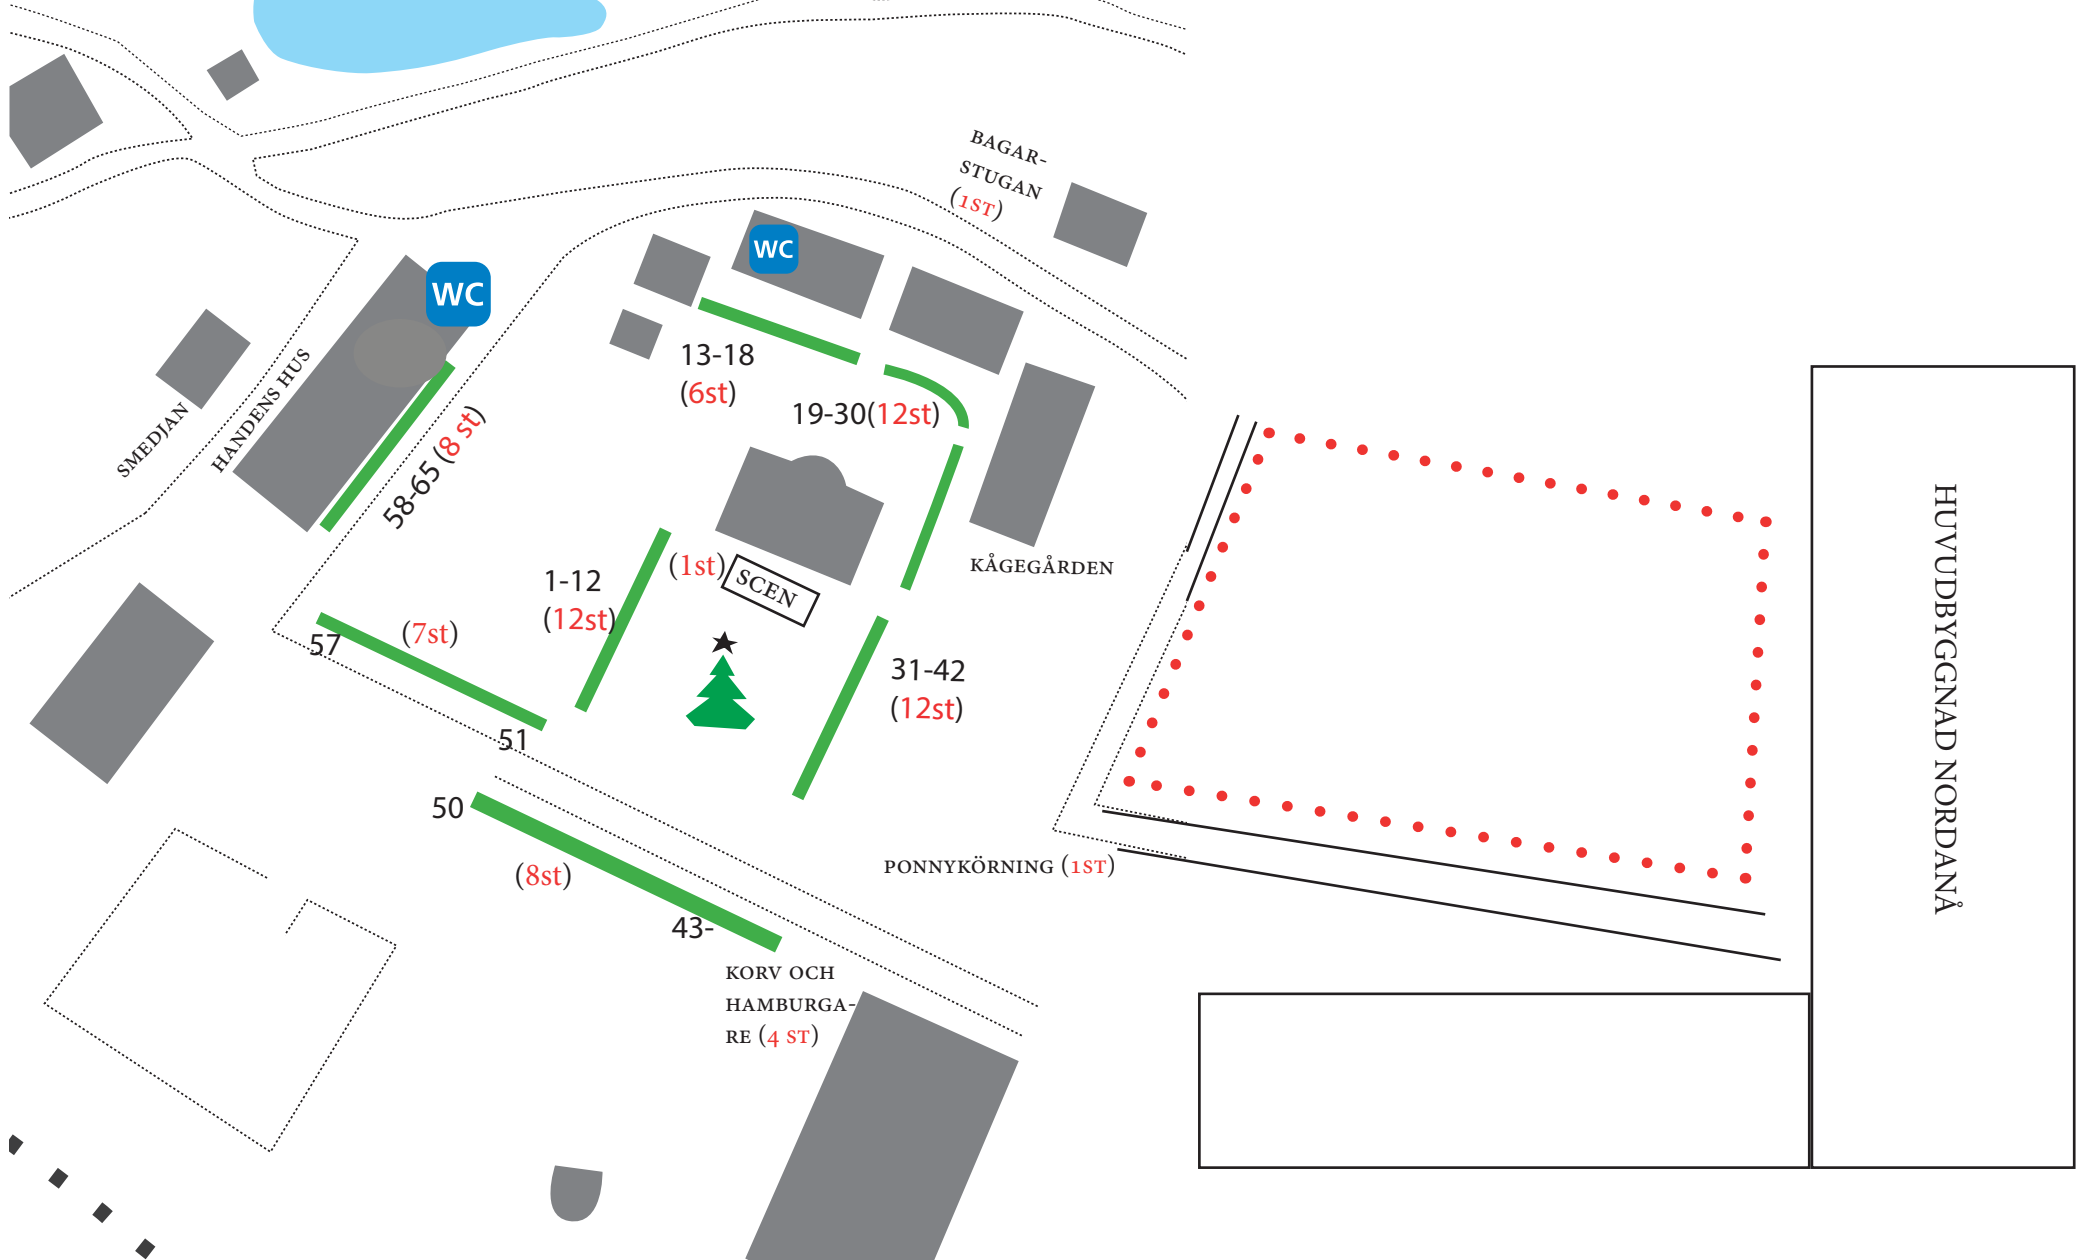 BAGAR-
STUGAN
(1ST)
WC
WC
13-18
(6st)
19-30(12st)
HANDENS HUS
SMEDJAN
58-65 (8 st)
KÅGEGÅRDEN
(1st)
SCEN
1-12
(12st)
57
(7st)
51
31-42
(12st)
50
(8st)
43-
PONNYKÖRNING (1ST)
KORV OCH
HAMBURGA-
RE (4 ST)
HUVUDBYGGNAD NORDANÅ